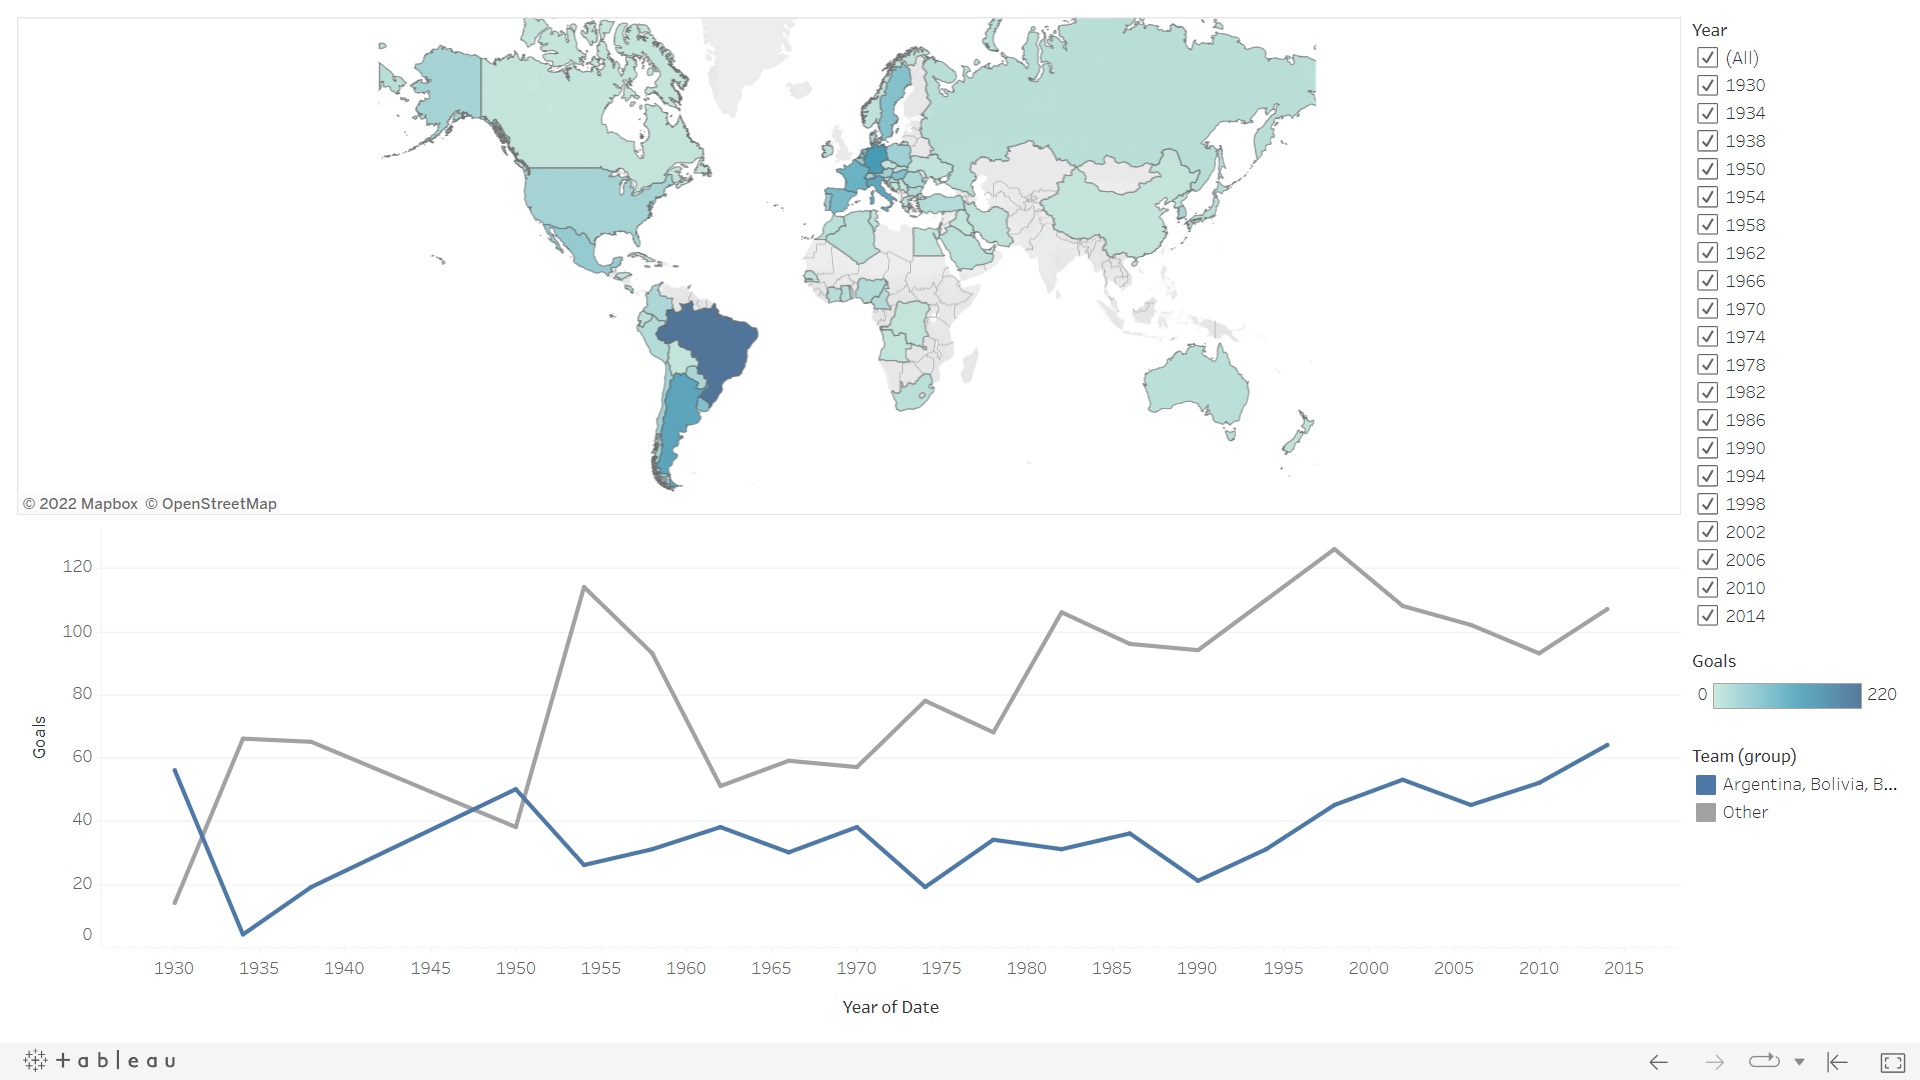 © 2022 Mapbox © OpenStreetMap
Year
(All)
1930
1934
1938
1950
1954
1958
1962
1966
1970
1974
1978
1982
1986
1990
1994
1998
2002
2006
2010
2014
Goals
0 220
Team (group)
Argentina, Bolivia, B...
Other
120
100
80
60
40
20
0
Goals
1930 1935 1940 1945 1950 1955 1960 1965 1970 1975 1980 1985 1990 1995 2000 2005 2010 2015
Year of Date
+ a b l e a u